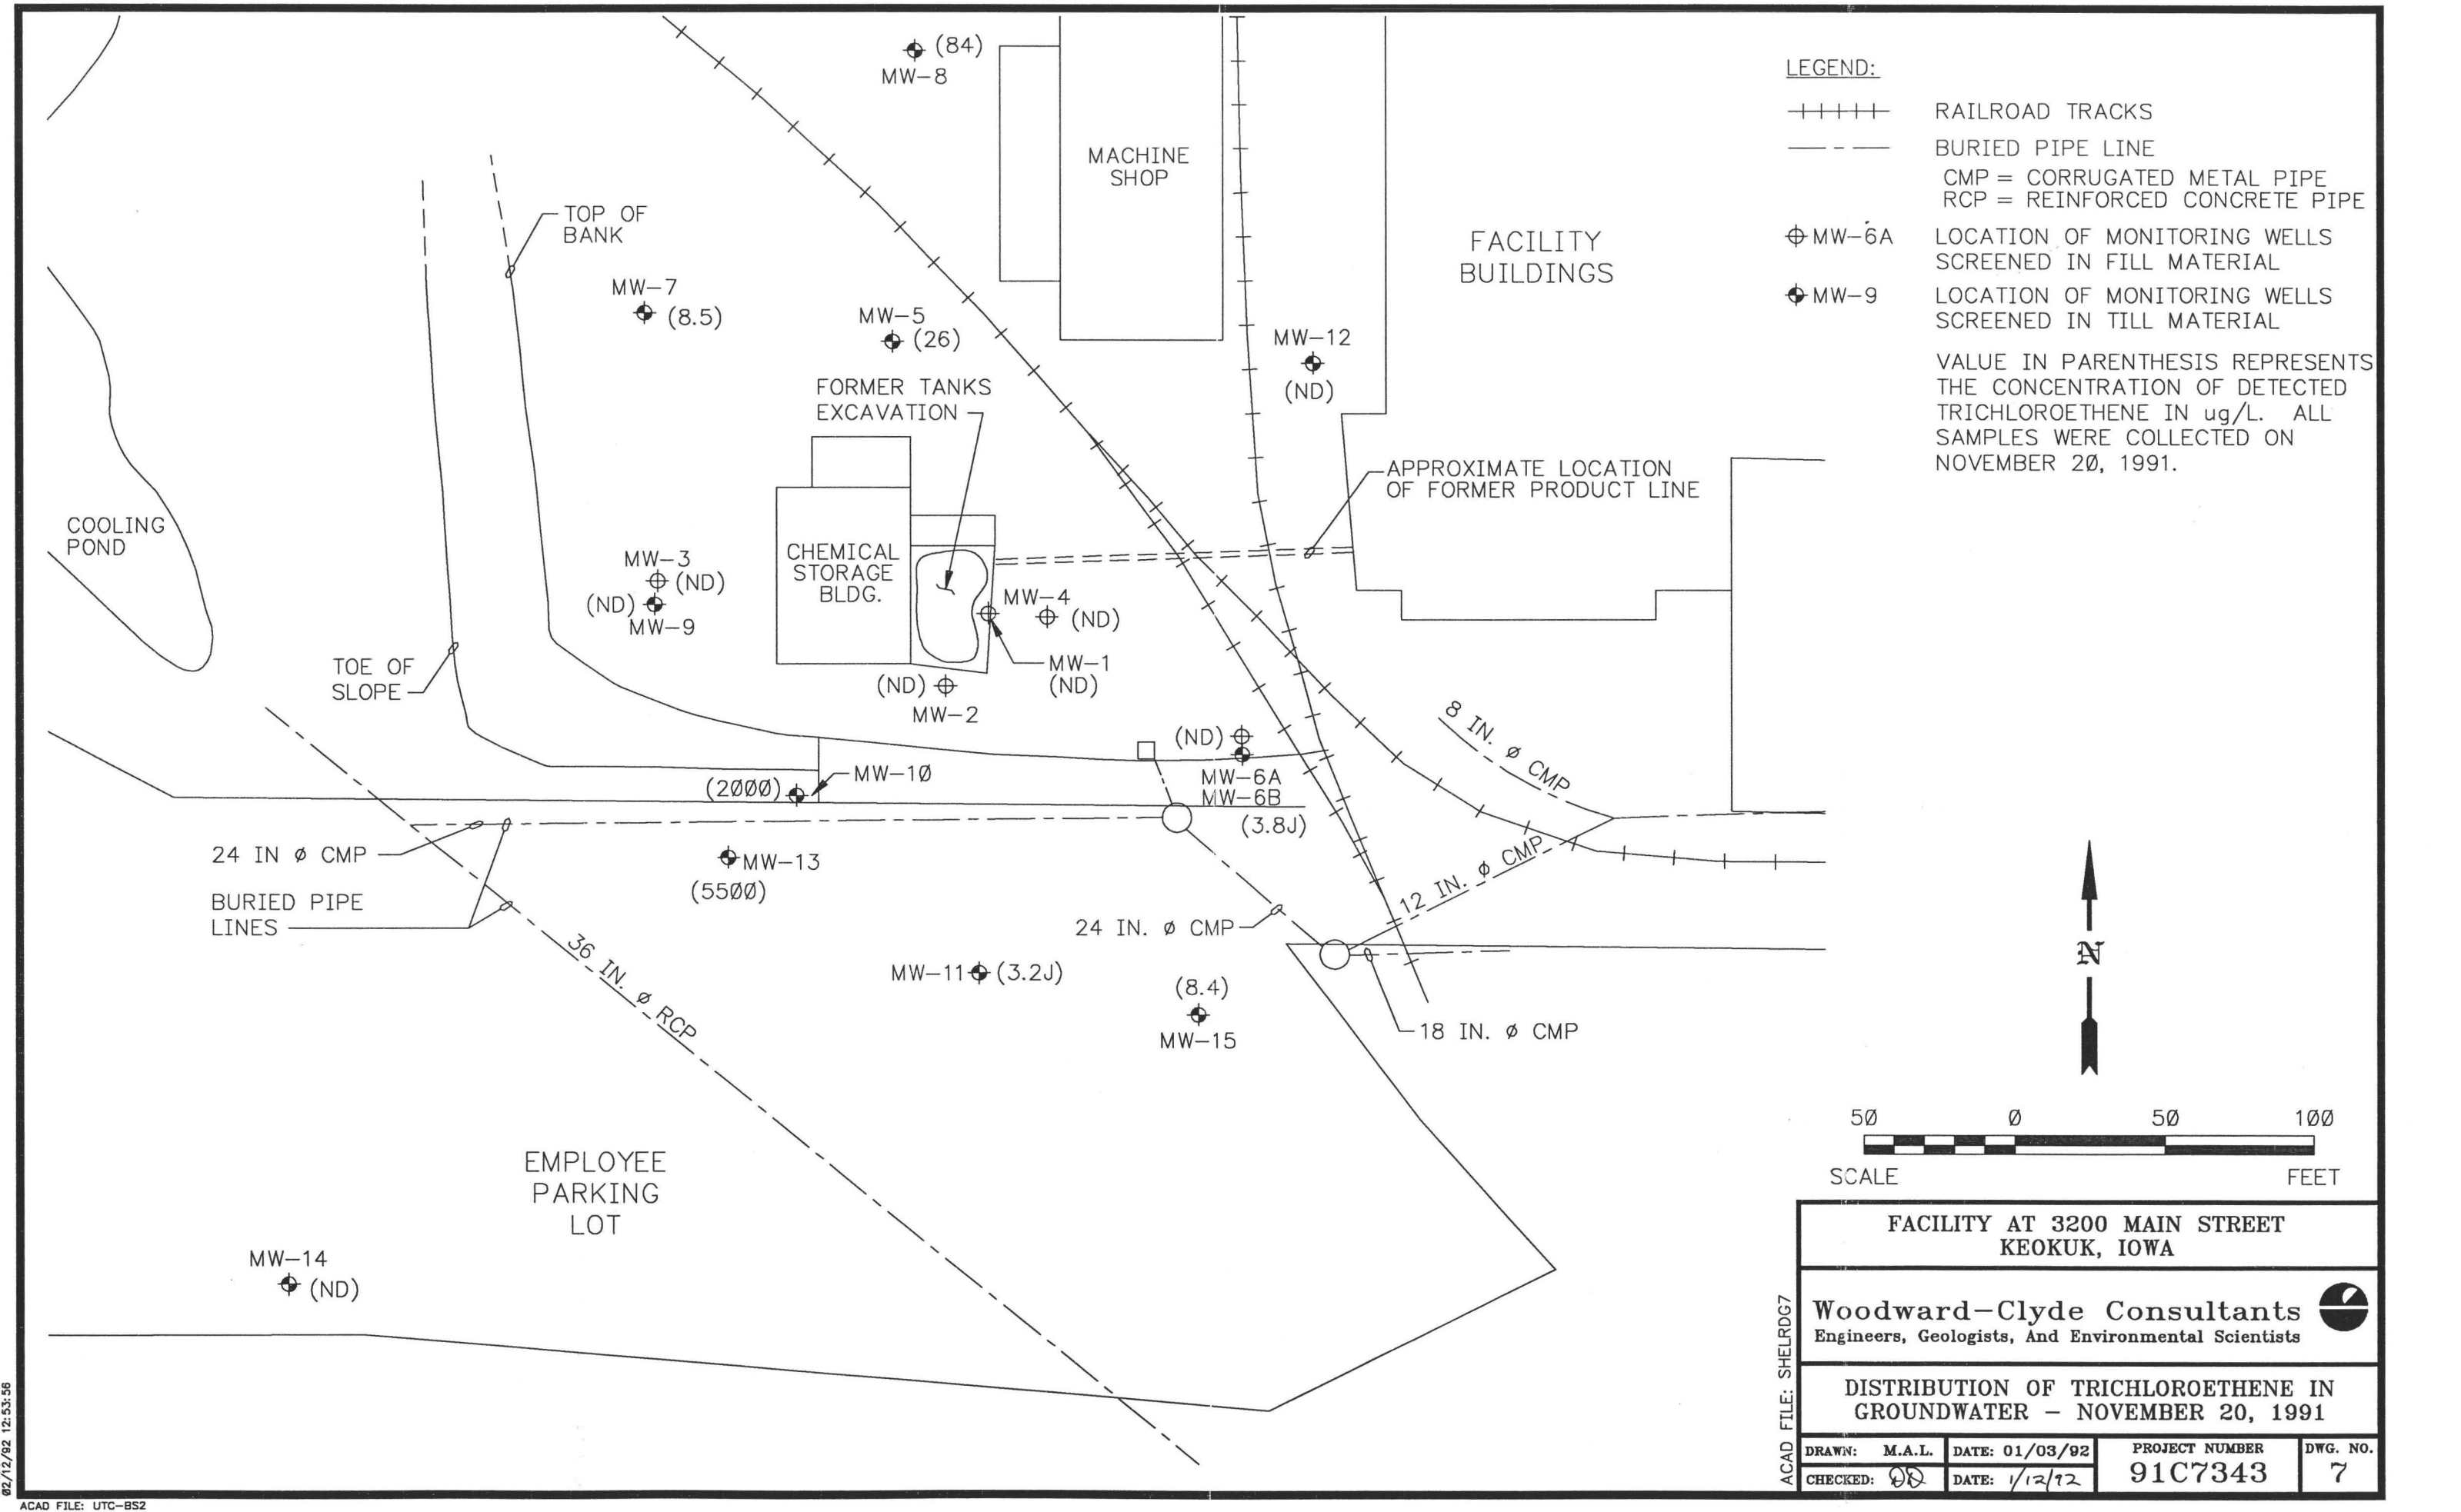 (84)
MW-8
MACHINE
SHOP
FACILITY
BUILDINGS
TOP OF
BANK
MW-7
(8.5)
MW-5
(26)
MW-12
(ND)
FORMER TANKS
EXCAVATION
APPROXIMATE LOCATION
OF FORMER PRODUCT LINE
COOLING
POND
CHEMICAL
STORAGE
BLDG.
MW-3
(ND)
(ND)
MW-9
MW-4
(ND)
MW-1
(ND)
(ND)
MW-2
TOE OF
SLOPE
(ND)
MW-6A
MW-6B
(3.8J)
MW-10
(2000)
8 IN. ø CMP
12 IN. ø CMP
24 IN ø CMP
MW-13
(5500)
BURIED PIPE
LINES
36 IN. ø RCP
24 IN. ø CMP
MW-11 (3.2J)
(8.4)
MW-15
18 IN. ø CMP
EMPLOYEE
PARKING
LOT
MW-14
(ND)
LEGEND:
RAILROAD TRACKS
BURIED PIPE LINE
CMP = CORRUGATED METAL PIPE
RCP = REINFORCED CONCRETE PIPE
MW-6A LOCATION OF MONITORING WELLS
SCREENED IN FILL MATERIAL
MW-9 LOCATION OF MONITORING WELLS
SCREENED IN TILL MATERIAL
VALUE IN PARENTHESIS REPRESENTS
THE CONCENTRATION OF DETECTED
TRICHLOROETHENE IN ug/L. ALL
SAMPLES WERE COLLECTED ON
NOVEMBER 20, 1991.
N
50 0 50 100
SCALE FEET
FACILITY AT 3200 MAIN STREET
KEOKUK, IOWA
Woodward-Clyde Consultants
Engineers, Geologists, And Environmental Scientists
DISTRIBUTION OF TRICHLOROETHENE IN
GROUNDWATER - NOVEMBER 20, 1991
DRAWN: M.A.L. DATE: 01/03/92
CHECKED: DD DATE: 1/12/92
PROJECT NUMBER
91C7343
DWG. NO.
7
ACAD FILE: SHELRDG7
02/12/92 12:53:56
ACAD FILE: UTC-BS2